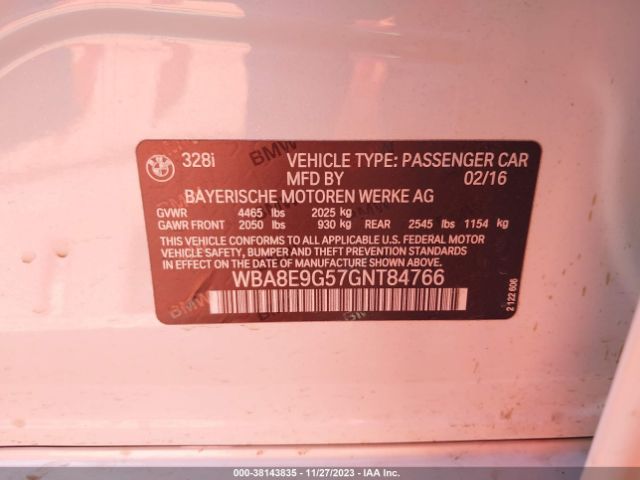 328i VEHICLE TYPE: PASSENGER CAR
MFD BY 02/16
BAYERISCHE MOTOREN WERKE AG
GVWR 4465 lbs 2025 kg
GAWR FRONT 2050 lbs 930 kg REAR 2545 lbs 1154 kg
THIS VEHICLE CONFORMS TO ALL APPLICABLE U.S. FEDERAL MOTOR
VEHICLE SAFETY, BUMPER AND THEFT PREVENTION STANDARDS
IN EFFECT ON THE DATE OF MANUFACTURE SHOWN ABOVE.
WBA8E9G57GNT84766
2 122 606
BMW
000-38143835 - 11/27/2023 - IAA Inc.